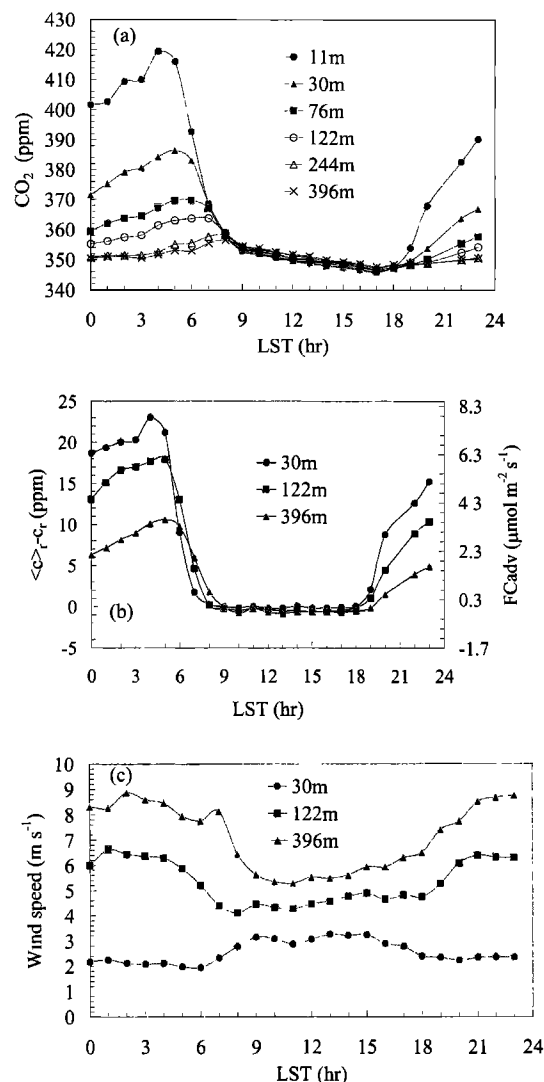 (a)
430
420
410
400
390
380
370
360
350
340
CO2 (ppm)
11m
30m
76m
122m
244m
396m
0 3 6 9 12 15 18 21 24
LST (hr)
25
20
15
10
5
0
-5
<c>r-cr (ppm)
30m
122m
396m
(b)
8.3
6.3
4.3
2.3
0.3
-1.7
FCadv (μmol m-2 s-1)
0 3 6 9 12 15 18 21 24
LST (hr)
(c)
10
9
8
7
6
5
4
3
2
1
0
Wind speed (m s-1)
30m
122m
396m
0 3 6 9 12 15 18 21 24
LST (hr)